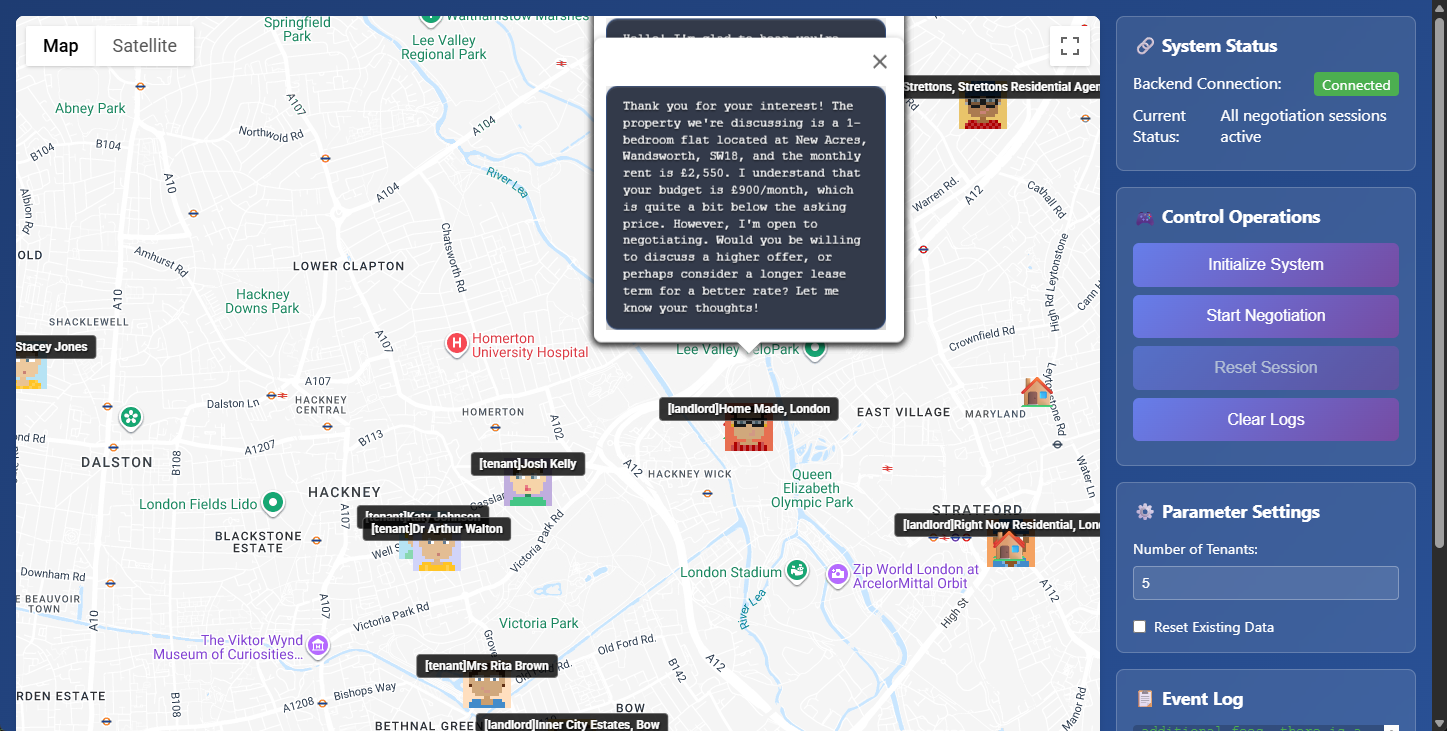 Map
Satellite
Springfield
Park
Walthamstow Marshes
Lee Valley
Regional Park
Abney Park
A107
Northwold Rd
A104
B104
B104
A10
A104
River Lea
Albion Rd
Chatsworth Rd
Amhurst Rd
OLD
LOWER CLAPTON
Hackney
Downs Park
A10
SHACKLEWELL
A107
Homerton
University Hospital
Stacey Jones
Hello! I'm glad to hear you're
Thank you for your interest! The
property we're discussing is a 1-
bedroom flat located at New Acres,
Wandsworth, SW18, and the monthly
rent is £2,550. I understand that
your budget is £900/month, which
is quite a bit below the asking
price. However, I'm open to
negotiating. Would you be willing
to discuss a higher offer, or
perhaps consider a longer lease
term for a better rate? Let me
know your thoughts!
Strettons, Strettons Residential Agen
Warren Rd.
A12
Cathall Rd
High Rd Leytonstone
Cann H
Crownfield Rd
Leytonstone Rd
Lee Valley VeloPark
[landlord]Home Made, London
EAST VILLAGE
MARYLAND
A107
HACKNEY
CENTRAL
Dalston Ln
HOMERTON
A102
B113
A1207
B108
ond Rd
DALSTON
[tenant]Josh Kelly
A12
HACKNEY WICK
Queen
Elizabeth
Olympic Park
Water Ln
London Fields Lido
HACKNEY
A107
Cassland
[tenant]Katy Johnson
[tenant]Dr Arthur Walton
Well S
Victoria Park Rd
BLACKSTONE
ESTATE
STRATFORD
[landlord]Right Now Residential, Lon
London Stadium
Zip World London at
ArcelorMittal Orbit
A112
Downham Rd
E BEAUVOIR
TOWN
A10
A107
Victoria Park Rd
Victoria Park
River Lea
High St
The Viktor Wynd
Museum of Curiosities...
Grove
Old Ford Rd.
Old Ford Rd.
B142
A12
[tenant]Mrs Rita Brown
RDEN ESTATE
B108
A1208
Bishops Way
BETHNAL GREEN
BOW
[landlord]Inner City Estates, Bow
Manor Rd
System Status
Backend Connection:
Connected
Current
Status:
All negotiation sessions
active
Control Operations
Initialize System
Start Negotiation
Reset Session
Clear Logs
Parameter Settings
Number of Tenants:
5
Reset Existing Data
Event Log
additional fees, there is a